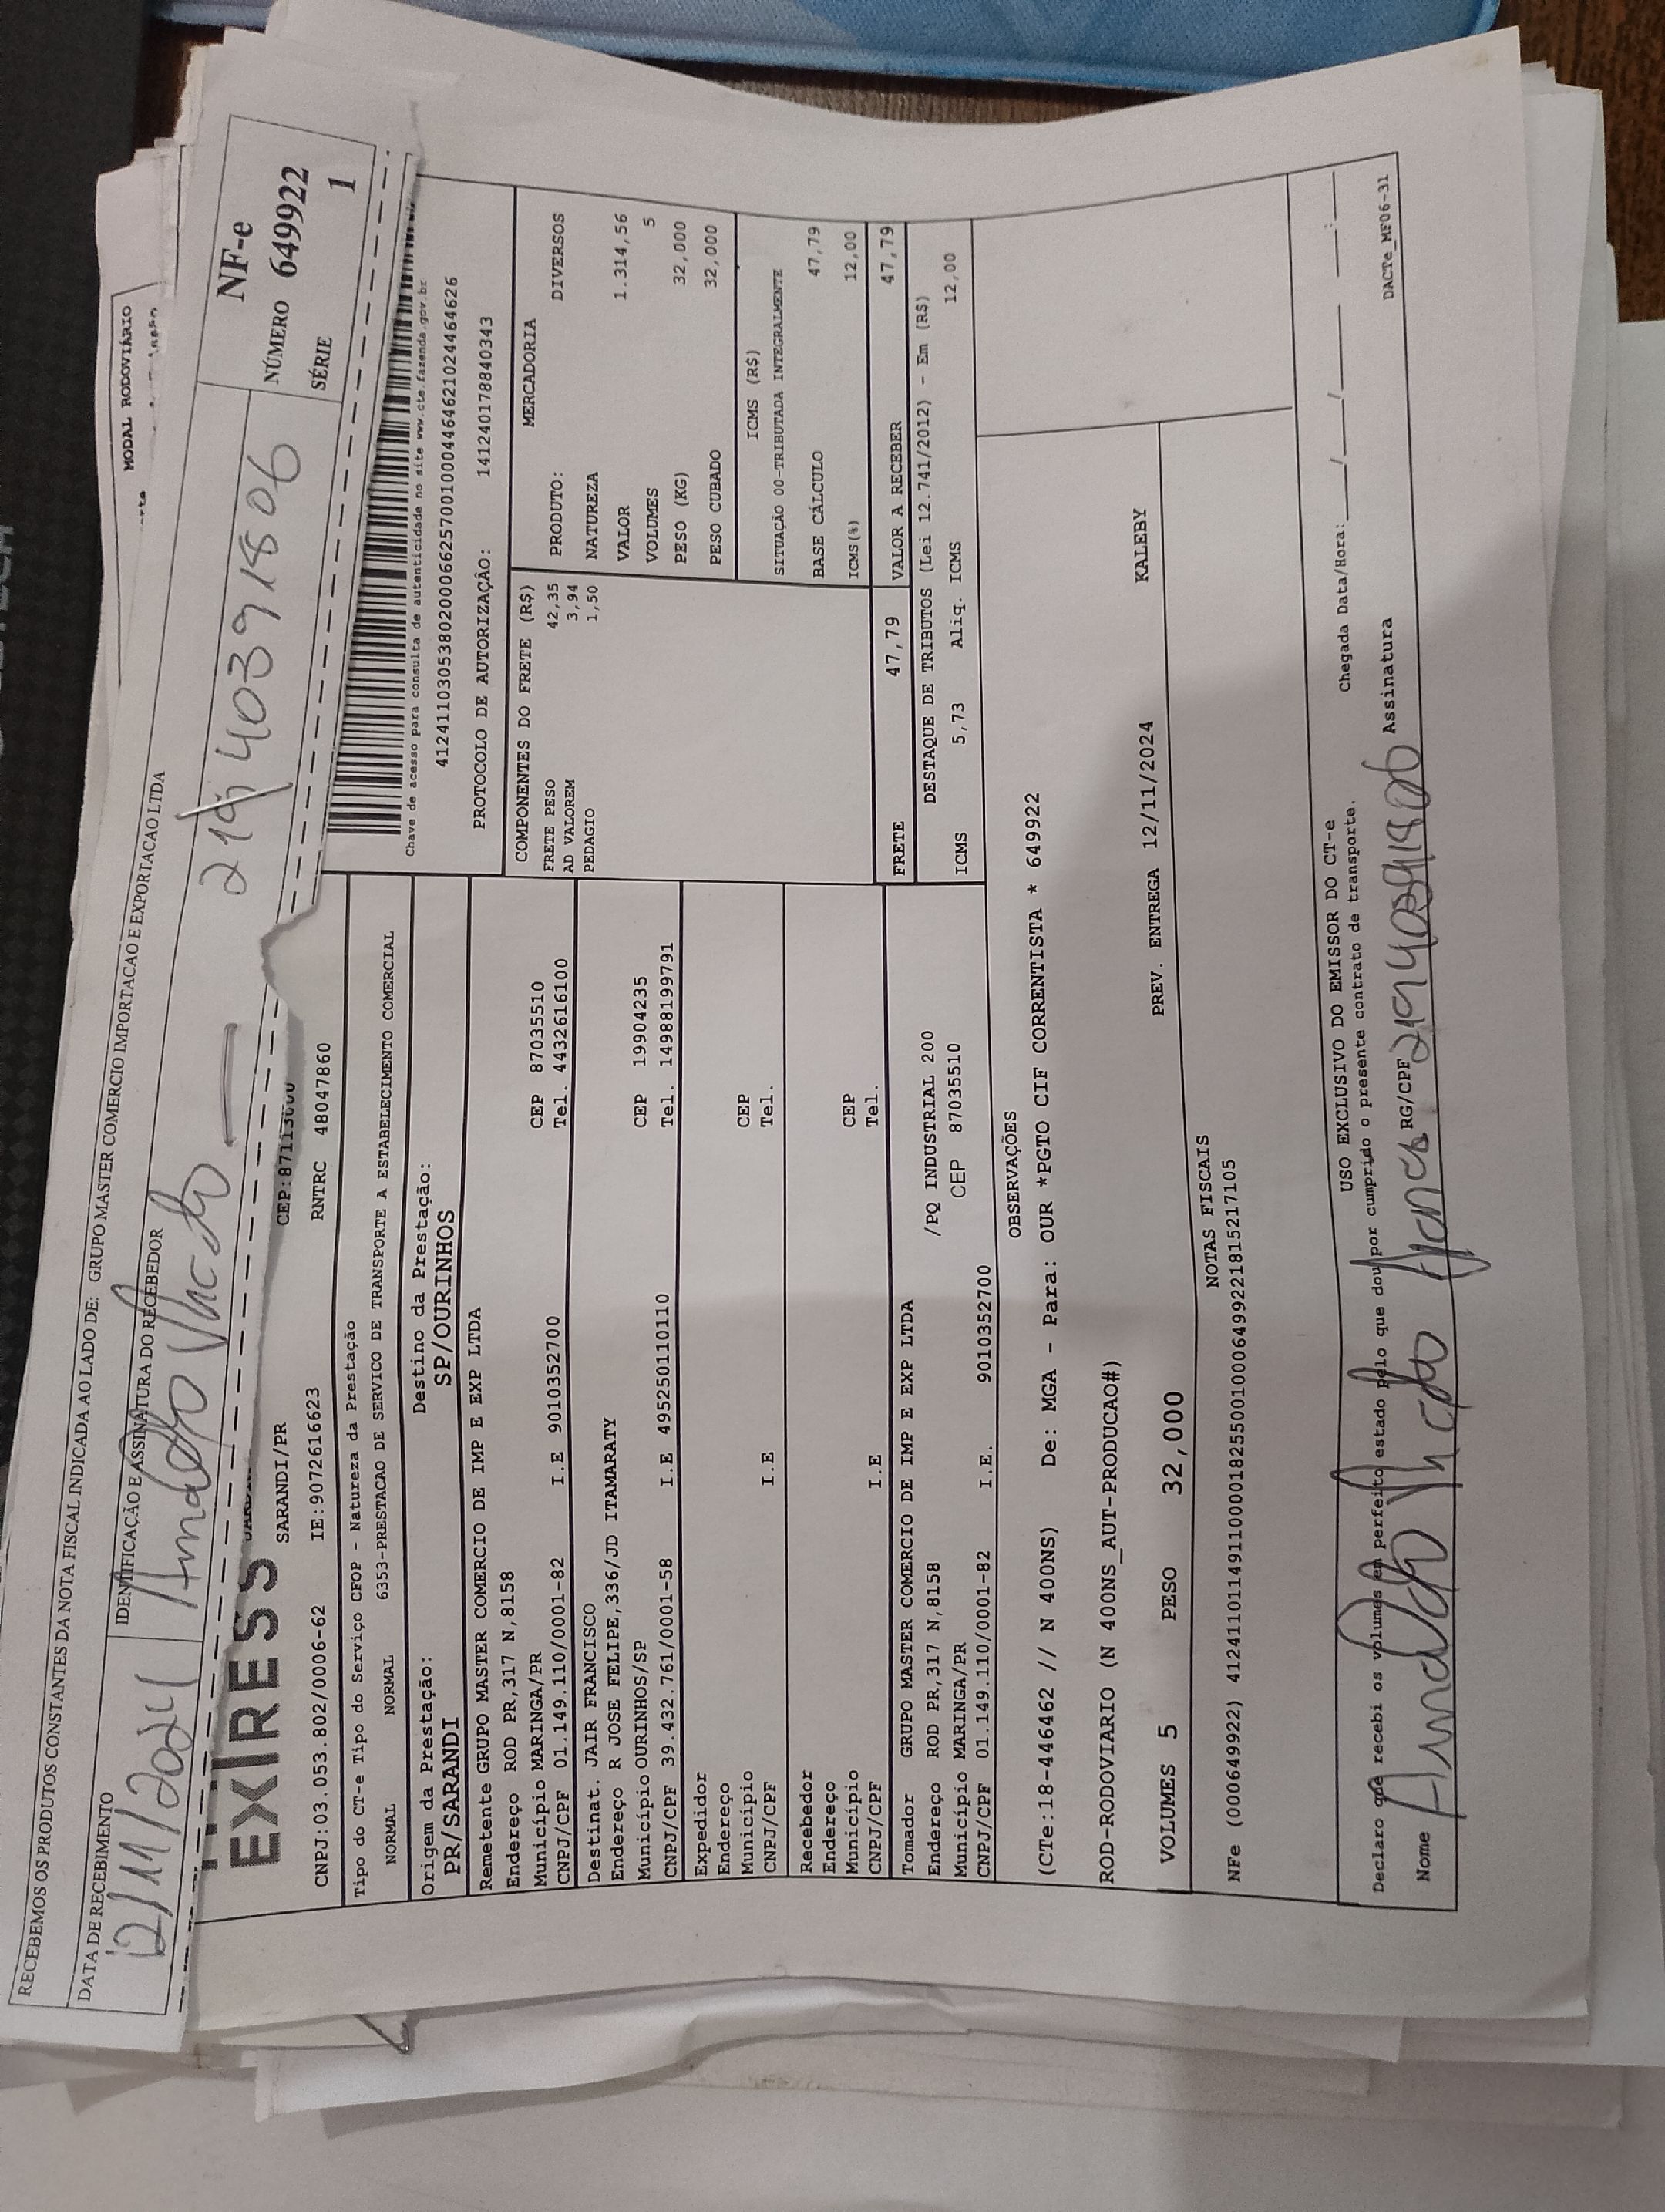 MODAL RODOVIÁRIO
RECEBEMOS OS PRODUTOS CONSTANTES DA NOTA FISCAL INDICADA AO LADO DE: GRUPO MASTER COMERCIO IMPORTACAO E EXPORTACAO LTDA
NF-e
NÚMERO 649922
SÉRIE 1
DATA DE RECEBIMENTO
12/11/2024
IDENTIFICAÇÃO E ASSINATURA DO RECEBEDOR
EXPRESS
SARANDI/PR CEP:87113000
CNPJ:03.053.802/0006-62 IE:9072616623 RNTRC 48047860
Chave de acesso para consulta de autenticidade no site www.cte.fazenda.gov.br
41241103053802000662570010004464621024464626
PROTOCOLO DE AUTORIZAÇÃO: 141240178840343
Tipo do CT-e Tipo do Serviço CFOP - Natureza da Prestação
NORMAL NORMAL 6353-PRESTACAO DE SERVICO DE TRANSPORTE A ESTABELECIMENTO COMERCIAL
Origem da Prestação: Destino da Prestação:
PR/SARANDI SP/OURINHOS
Remetente GRUPO MASTER COMERCIO DE IMP E EXP LTDA
Endereço ROD PR,317 N,8158
Município MARINGA/PR CEP 87035510
CNPJ/CPF 01.149.110/0001-82 I.E 9010352700 Tel. 4432616100
Destinat. JAIR FRANCISCO
Endereço R JOSE FELIPE,336/JD ITAMARATY
Município OURINHOS/SP CEP 19904235
CNPJ/CPF 39.432.761/0001-58 I.E 495250110110 Tel. 14988199791
Expedidor
Endereço
Município CEP
CNPJ/CPF I.E Tel.
Recebedor
Endereço
Município CEP
CNPJ/CPF I.E Tel.
Tomador GRUPO MASTER COMERCIO DE IMP E EXP LTDA
Endereço ROD PR,317 N,8158 /PQ INDUSTRIAL 200
Município MARINGA/PR CEP 87035510
CNPJ/CPF 01.149.110/0001-82 I.E. 9010352700
COMPONENTES DO FRETE (R$)
FRETE PESO 42,35
AD VALOREM 3,94
PEDAGIO 1,50
MERCADORIA
PRODUTO: DIVERSOS
NATUREZA
VALOR 1.314,56
VOLUMES 5
PESO (KG) 32,000
PESO CUBADO 32,000
ICMS (R$)
SITUAÇÃO 00-TRIBUTADA INTEGRALMENTE
BASE CÁLCULO 47,79
ICMS(%) 12,00
FRETE 47,79 VALOR A RECEBER 47,79
DESTAQUE DE TRIBUTOS (Lei 12.741/2012) - Em (R$)
ICMS 5,73 Aliq. ICMS 12,00
OBSERVAÇÕES
(CTe:18-446462 // N 400NS) De: MGA - Para: OUR *PGTO CIF CORRENTISTA * 649922
ROD-RODOVIARIO (N 400NS_AUT-PRODUCAO#)
VOLUMES 5 PESO 32,000 PREV. ENTREGA 12/11/2024 KALEBY
NOTAS FISCAIS
NFe (000649922) 41241101149110000182550010006499221815217105
USO EXCLUSIVO DO EMISSOR DO CT-e
Declaro que recebi os volumes em perfeito estado pelo que dou por cumprido o presente contrato de transporte.
Chegada Data/Hora:
Nome RG/CPF Assinatura
DACTe_MF06-31